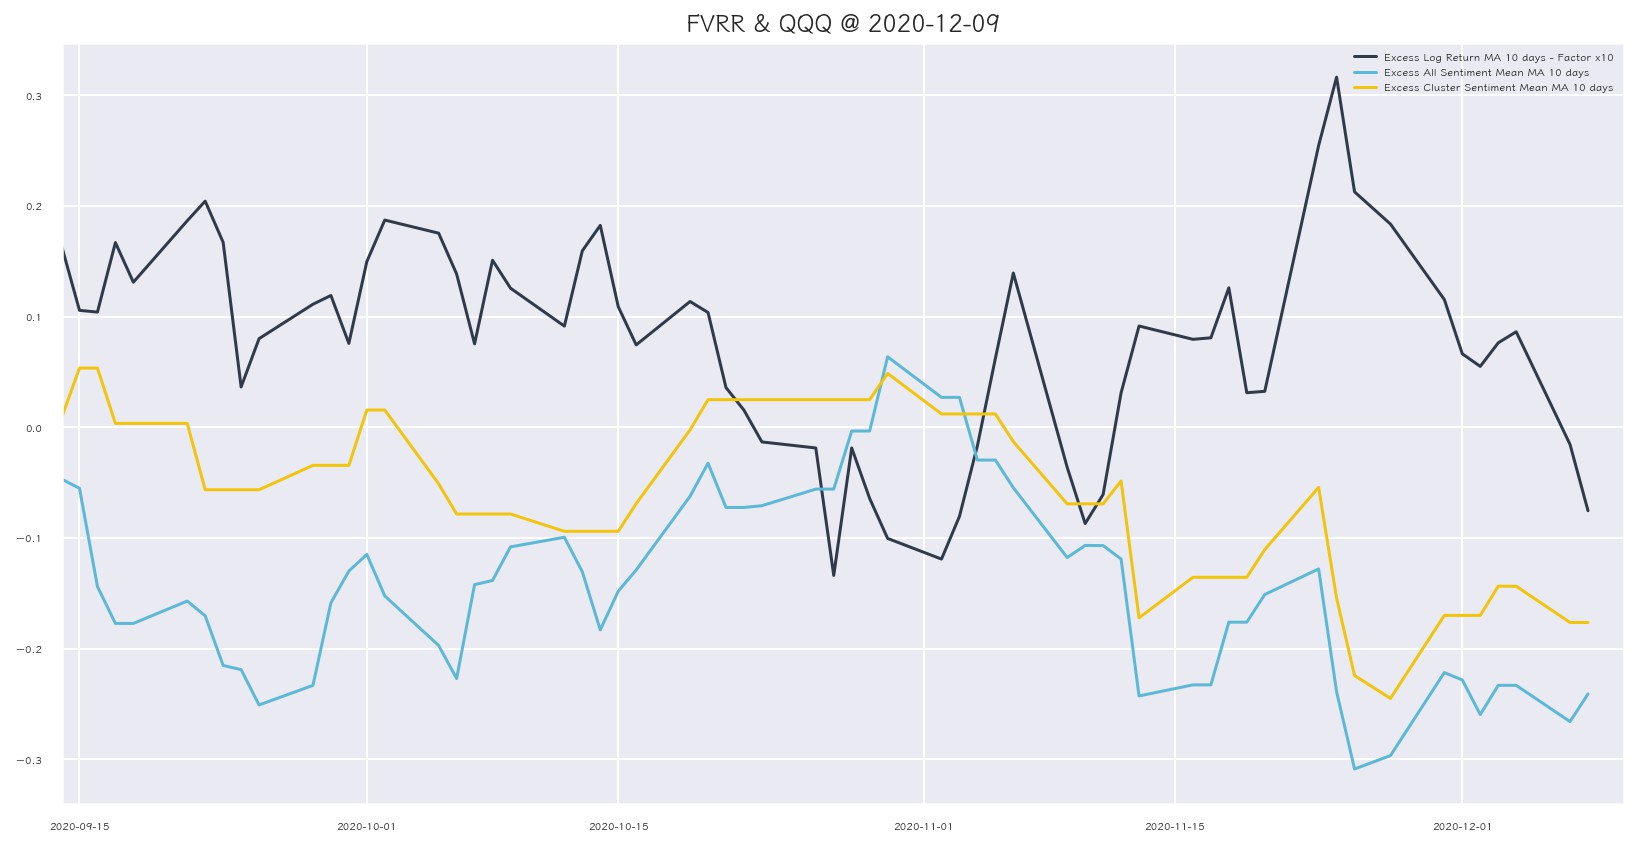 FVRR & QQQ @ 2020-12-09
Excess Log Return MA 10 days - Factor x10
Excess All Sentiment Mean MA 10 days
Excess Cluster Sentiment Mean MA 10 days
0.3
0.2
0.1
0.0
−0.1
−0.2
−0.3
2020-09-15 2020-10-01 2020-10-15 2020-11-01 2020-11-15 2020-12-01